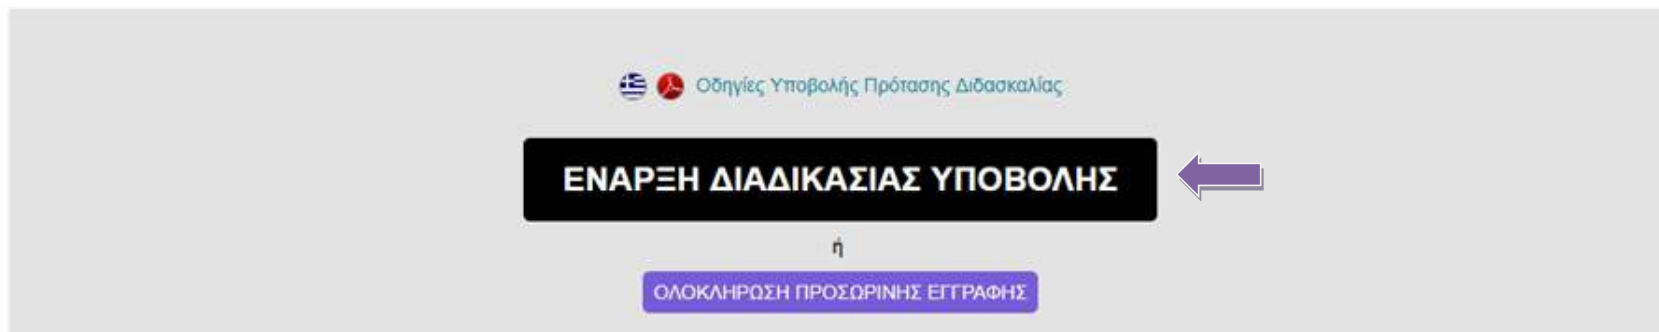 Οδηγίες Υποβολής Πρότασης Διδασκαλίας
ΕΝΑΡΞΗ ΔΙΑΔΙΚΑΣΙΑΣ ΥΠΟΒΟΛΗΣ
ή
ΟΛΟΚΛΗΡΩΣΗ ΠΡΟΣΩΡΙΝΗΣ ΕΓΓΡΑΦΗΣ